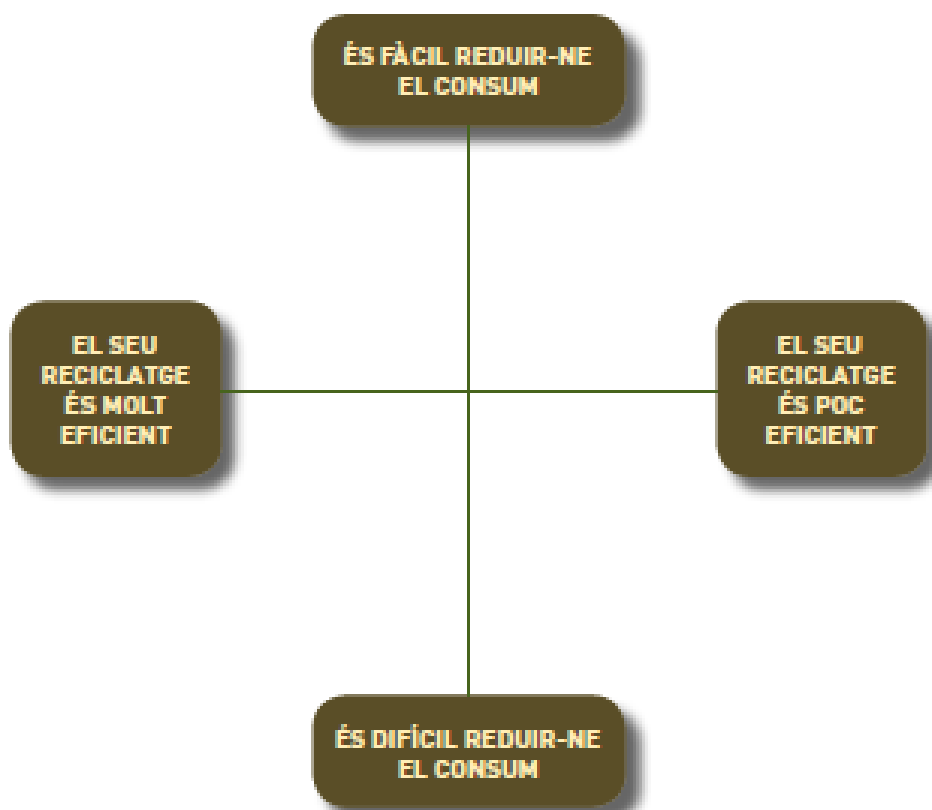 ÉS FÀCIL REDUIR-NE
EL CONSUM
EL SEU
RECICLATGE
ÉS MOLT
EFICIENT
EL SEU
RECICLATGE
ÉS POC
EFICIENT
ÉS DIFÍCIL REDUIR-NE
EL CONSUM